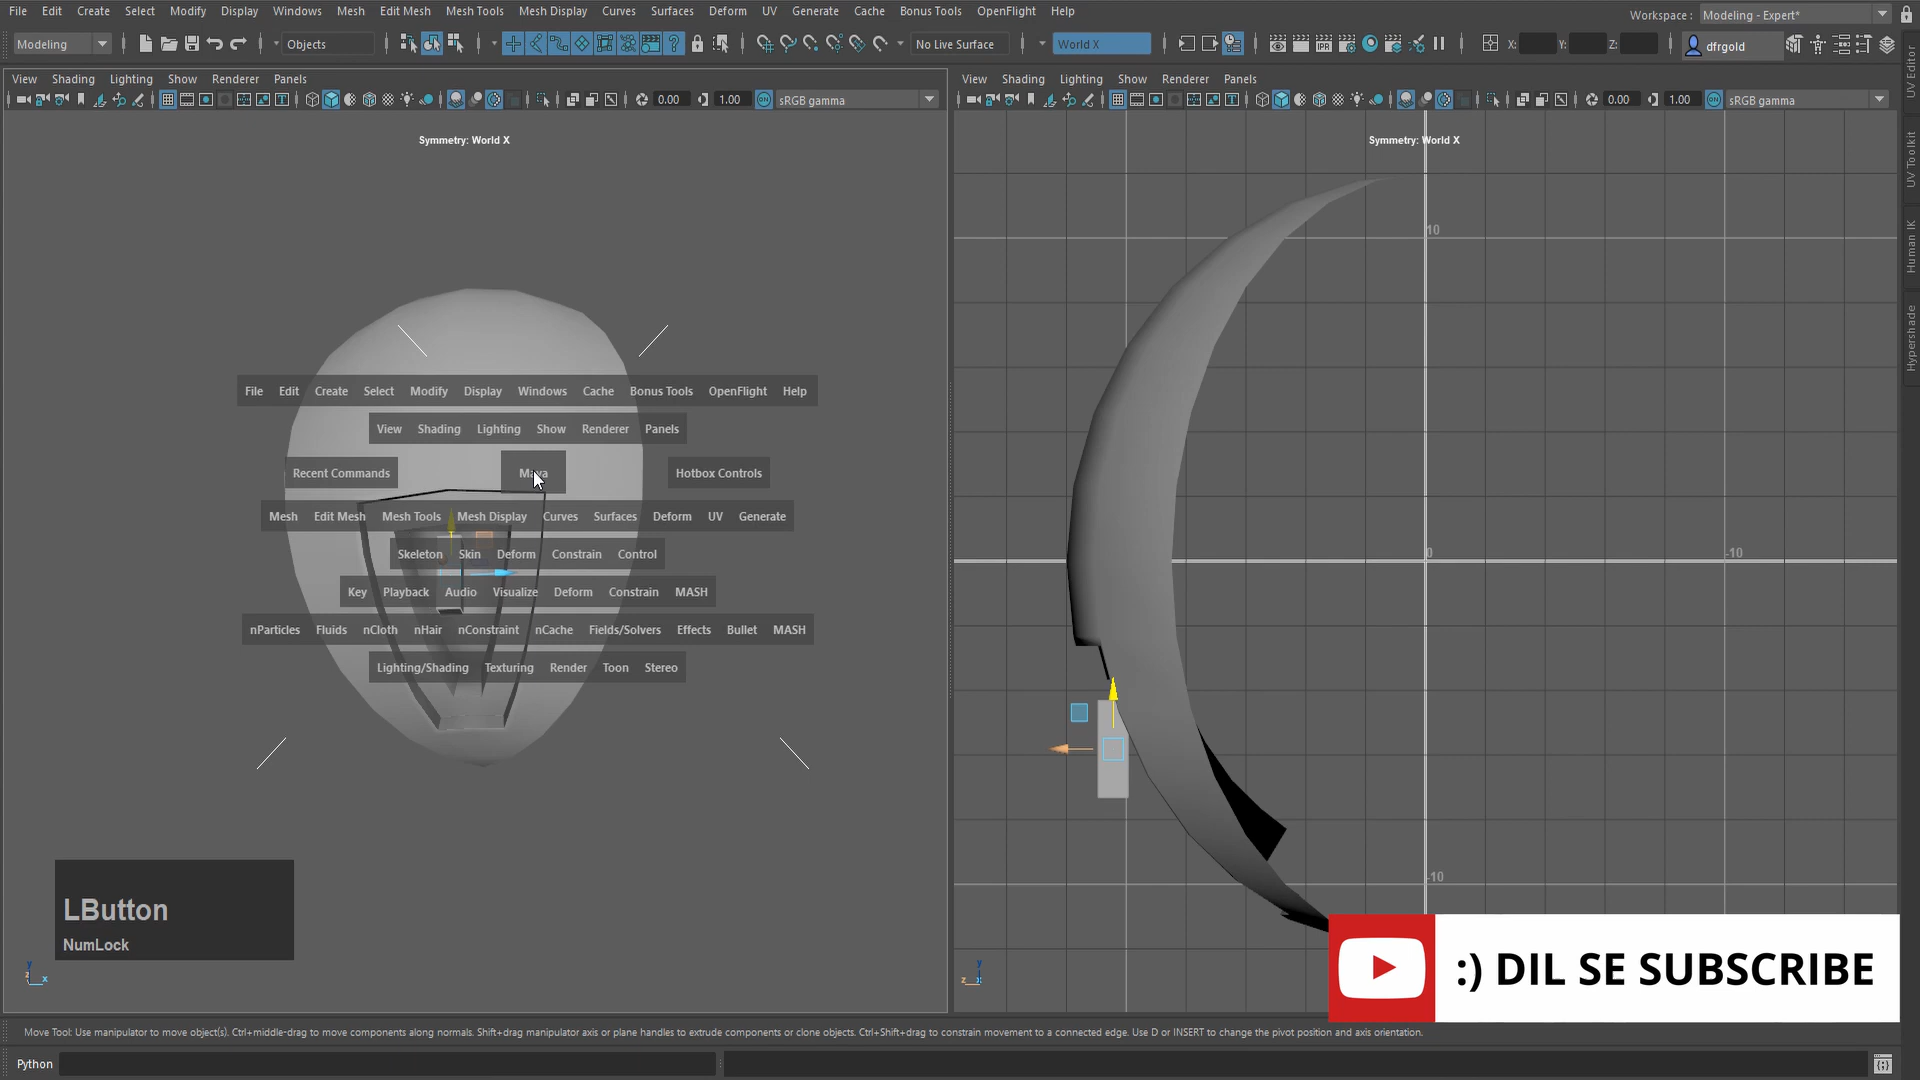 File Edit Create Select Modify Display Windows Mesh Edit Mesh Mesh Tools Mesh Display Curves Surfaces Deform UV Generate Cache Bonus Tools OpenFlight Help
Workspace : Modeling - Expert*
Modeling Objects No Live Surface World X X: Y: Z: dfrgold
View Shading Lighting Show Renderer Panels
0.00 1.00 ON sRGB gamma
Symmetry: World X
File Edit Create Select Modify Display Windows Cache Bonus Tools OpenFlight Help
View Shading Lighting Show Renderer Panels
Recent Commands Maya Hotbox Controls
Mesh Edit Mesh Mesh Tools Mesh Display Curves Surfaces Deform UV Generate
Skeleton Skin Deform Constrain Control
Key Playback Audio Visualize Deform Constrain MASH
nParticles Fluids nCloth nHair nConstraint nCache Fields/Solvers Effects Bullet MASH
Lighting/Shading Texturing Render Toon Stereo
LButton
NumLock
y
z x
View Shading Lighting Show Renderer Panels
0.00 1.00 ON sRGB gamma
Symmetry: World X
10
0 -10
-10
y
z
:) DIL SE SUBSCRIBE
UV Editor
UV Toolkit
Human IK
Hypershade
Move Tool: Use manipulator to move object(s). Ctrl+middle-drag to move components along normals. Shift+drag manipulator axis or plane handles to extrude components or clone objects. Ctrl+Shift+drag to constrain movement to a connected edge. Use D or INSERT to change the pivot position and axis orientation.
Python